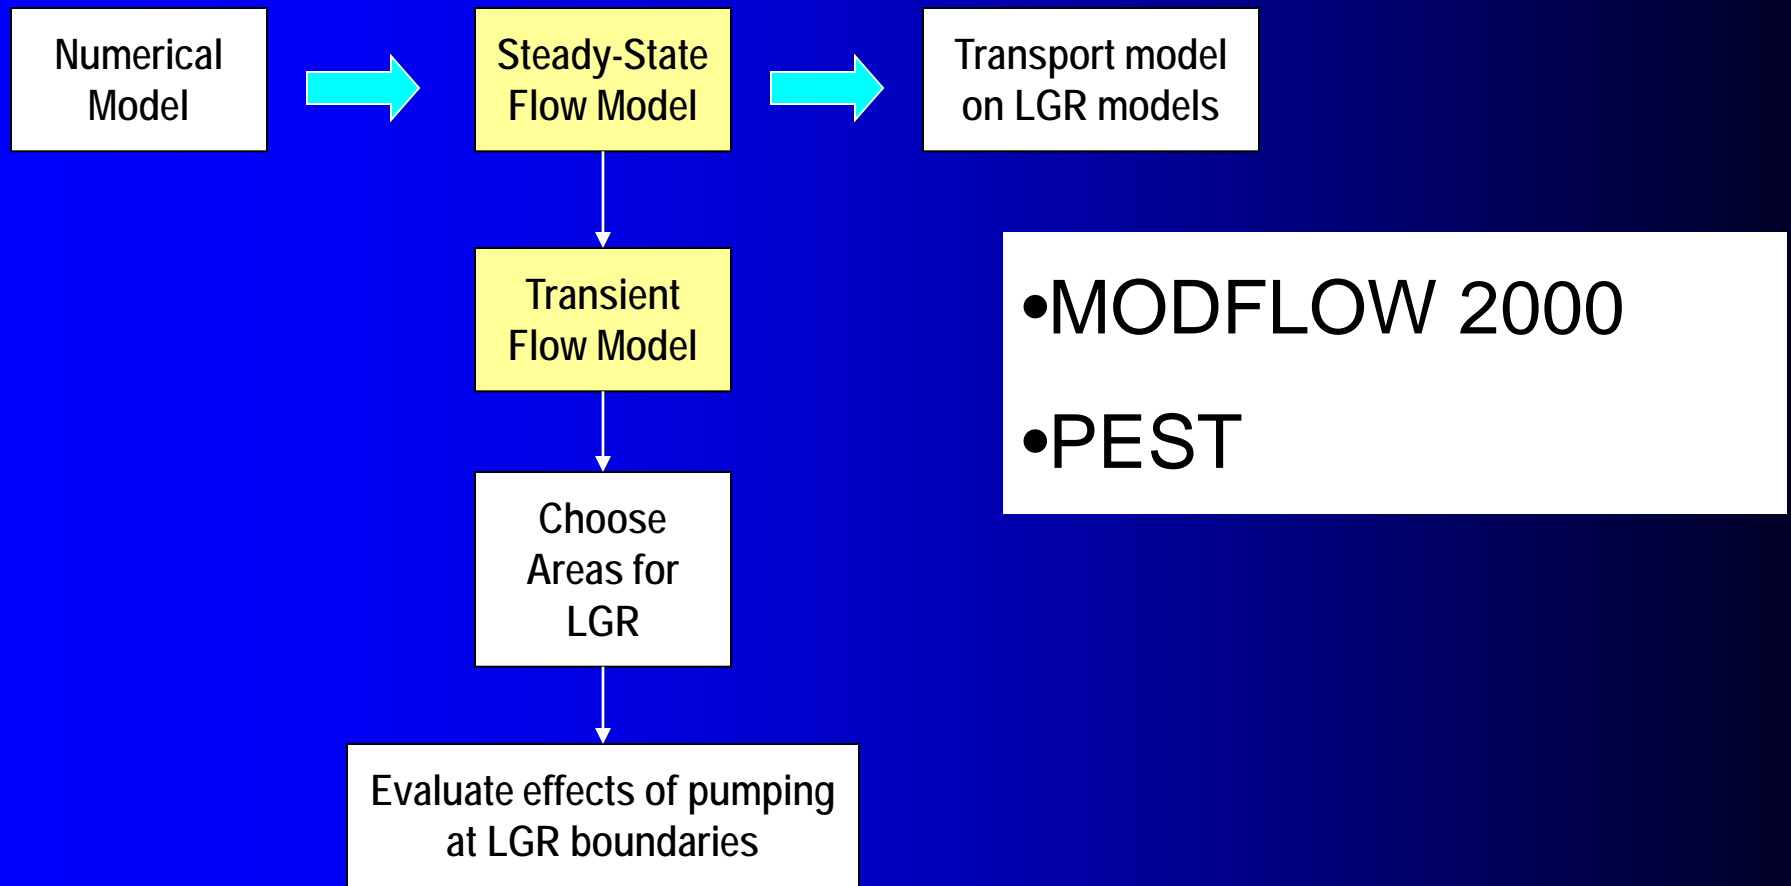 Numerical
Model
Steady-State
Flow Model
Transport model
on LGR models
Transient
Flow Model
•MODFLOW 2000
•PEST
Choose
Areas for
LGR
Evaluate effects of pumping
at LGR boundaries